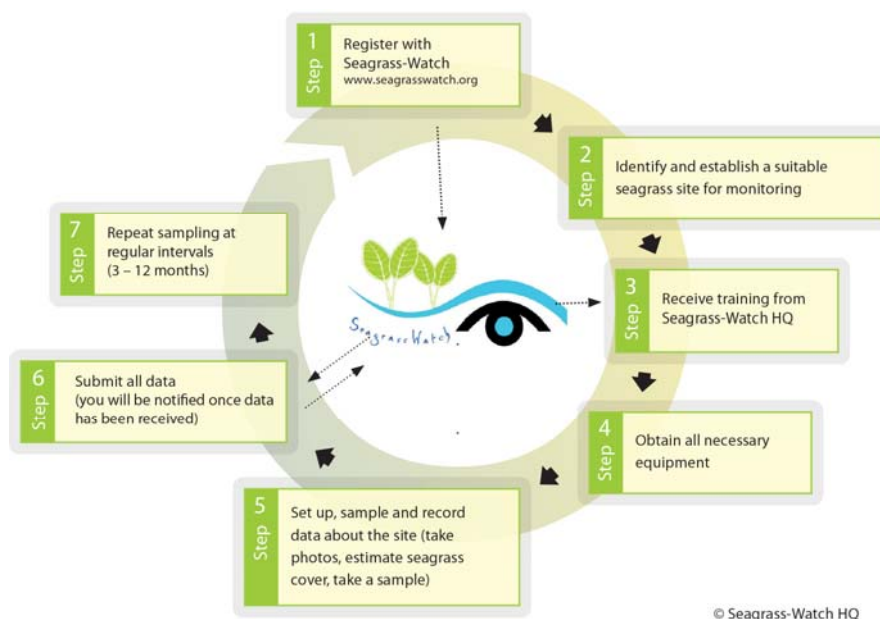 Step 1
Register with
Seagrass-Watch
www.seagrasswatch.org
Step 2
Identify and establish a suitable
seagrass site for monitoring
Step 3
Receive training from
Seagrass-Watch HQ
Step 4
Obtain all necessary
equipment
Step 5
Set up, sample and record
data about the site (take
photos, estimate seagrass
cover, take a sample)
Step 6
Submit all data
(you will be notified once data
has been received)
Step 7
Repeat sampling at
regular intervals
(3 – 12 months)
SeagrassWatch
© Seagrass-Watch HQ